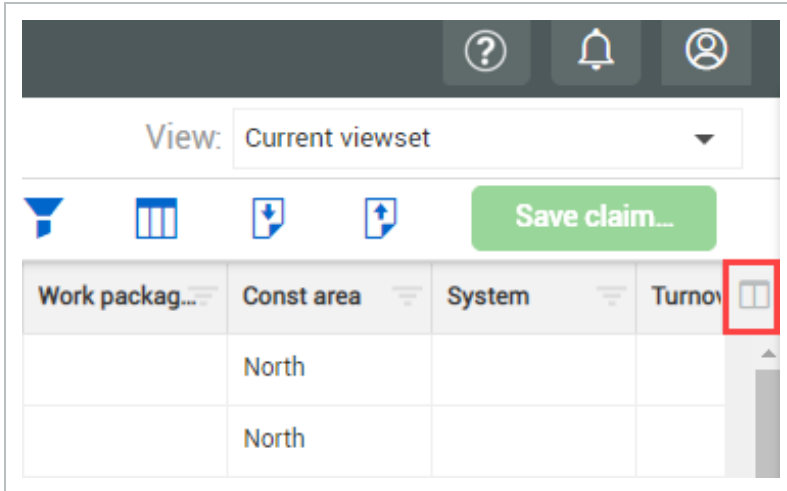 View: Current viewset
Save claim...
Work packag... Const area System Turnov
North
North